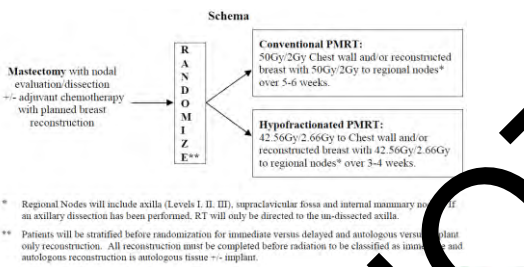 Schema
Mastectomy with nodal
evaluation/dissection
+/- adjuvant chemotherapy
with planned breast
reconstruction
R
A
N
D
O
M
I
Z
E**
Conventional PMRT:
50Gy/2Gy Chest wall and/or reconstructed
breast with 50Gy/2Gy to regional nodes*
over 5-6 weeks.
Hypofractionated PMRT:
42.56Gy/2.66Gy to Chest wall and/or
reconstructed breast with 42.56Gy/2.66Gy
to regional nodes* over 3-4 weeks.
* Regional Nodes will include axilla (Levels I, II, III), supraclavicular fossa and internal mammary If
an axillary dissection has been performed, RT will only be directed to the un-dissected axilla.
** Patients will be stratified before randomization for immediate versus delayed and autologous versus
only reconstruction. All reconstruction must be completed before radiation to be classified as and
autologous reconstruction is autologous tissue +/- implant.